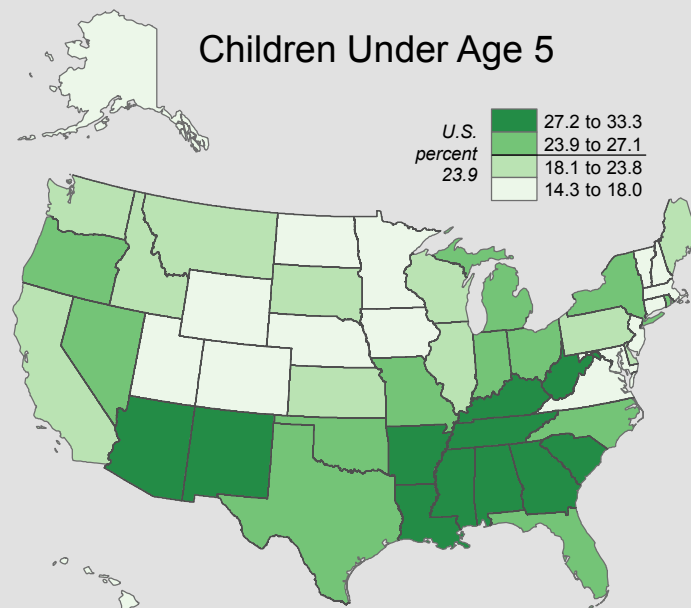 Children Under Age 5
U.S.
percent
23.9
27.2 to 33.3
23.9 to 27.1
18.1 to 23.8
14.3 to 18.0